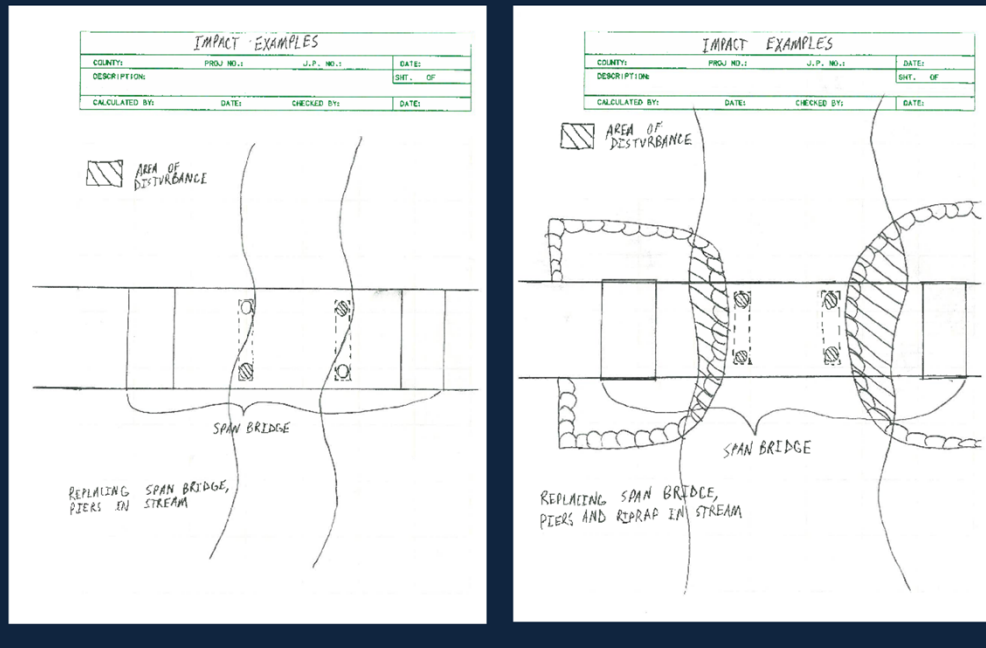 IMPACT EXAMPLES
COUNTY: PROJ NO.: J.P. NO.: DATE:
DESCRIPTION: SHT. OF
CALCULATED BY: DATE: CHECKED BY: DATE:
AREA OF
DISTURBANCE
SPAN BRIDGE
REPLACING SPAN BRIDGE,
PIERS IN STREAM
IMPACT EXAMPLES
COUNTY: PROJ NO.: J.P. NO.: DATE:
DESCRIPTION: SHT. OF
CALCULATED BY: DATE: CHECKED BY: DATE:
AREA OF
DISTURBANCE
SPAN BRIDGE
REPLACING SPAN BRIDGE,
PIERS AND RIPRAP IN STREAM